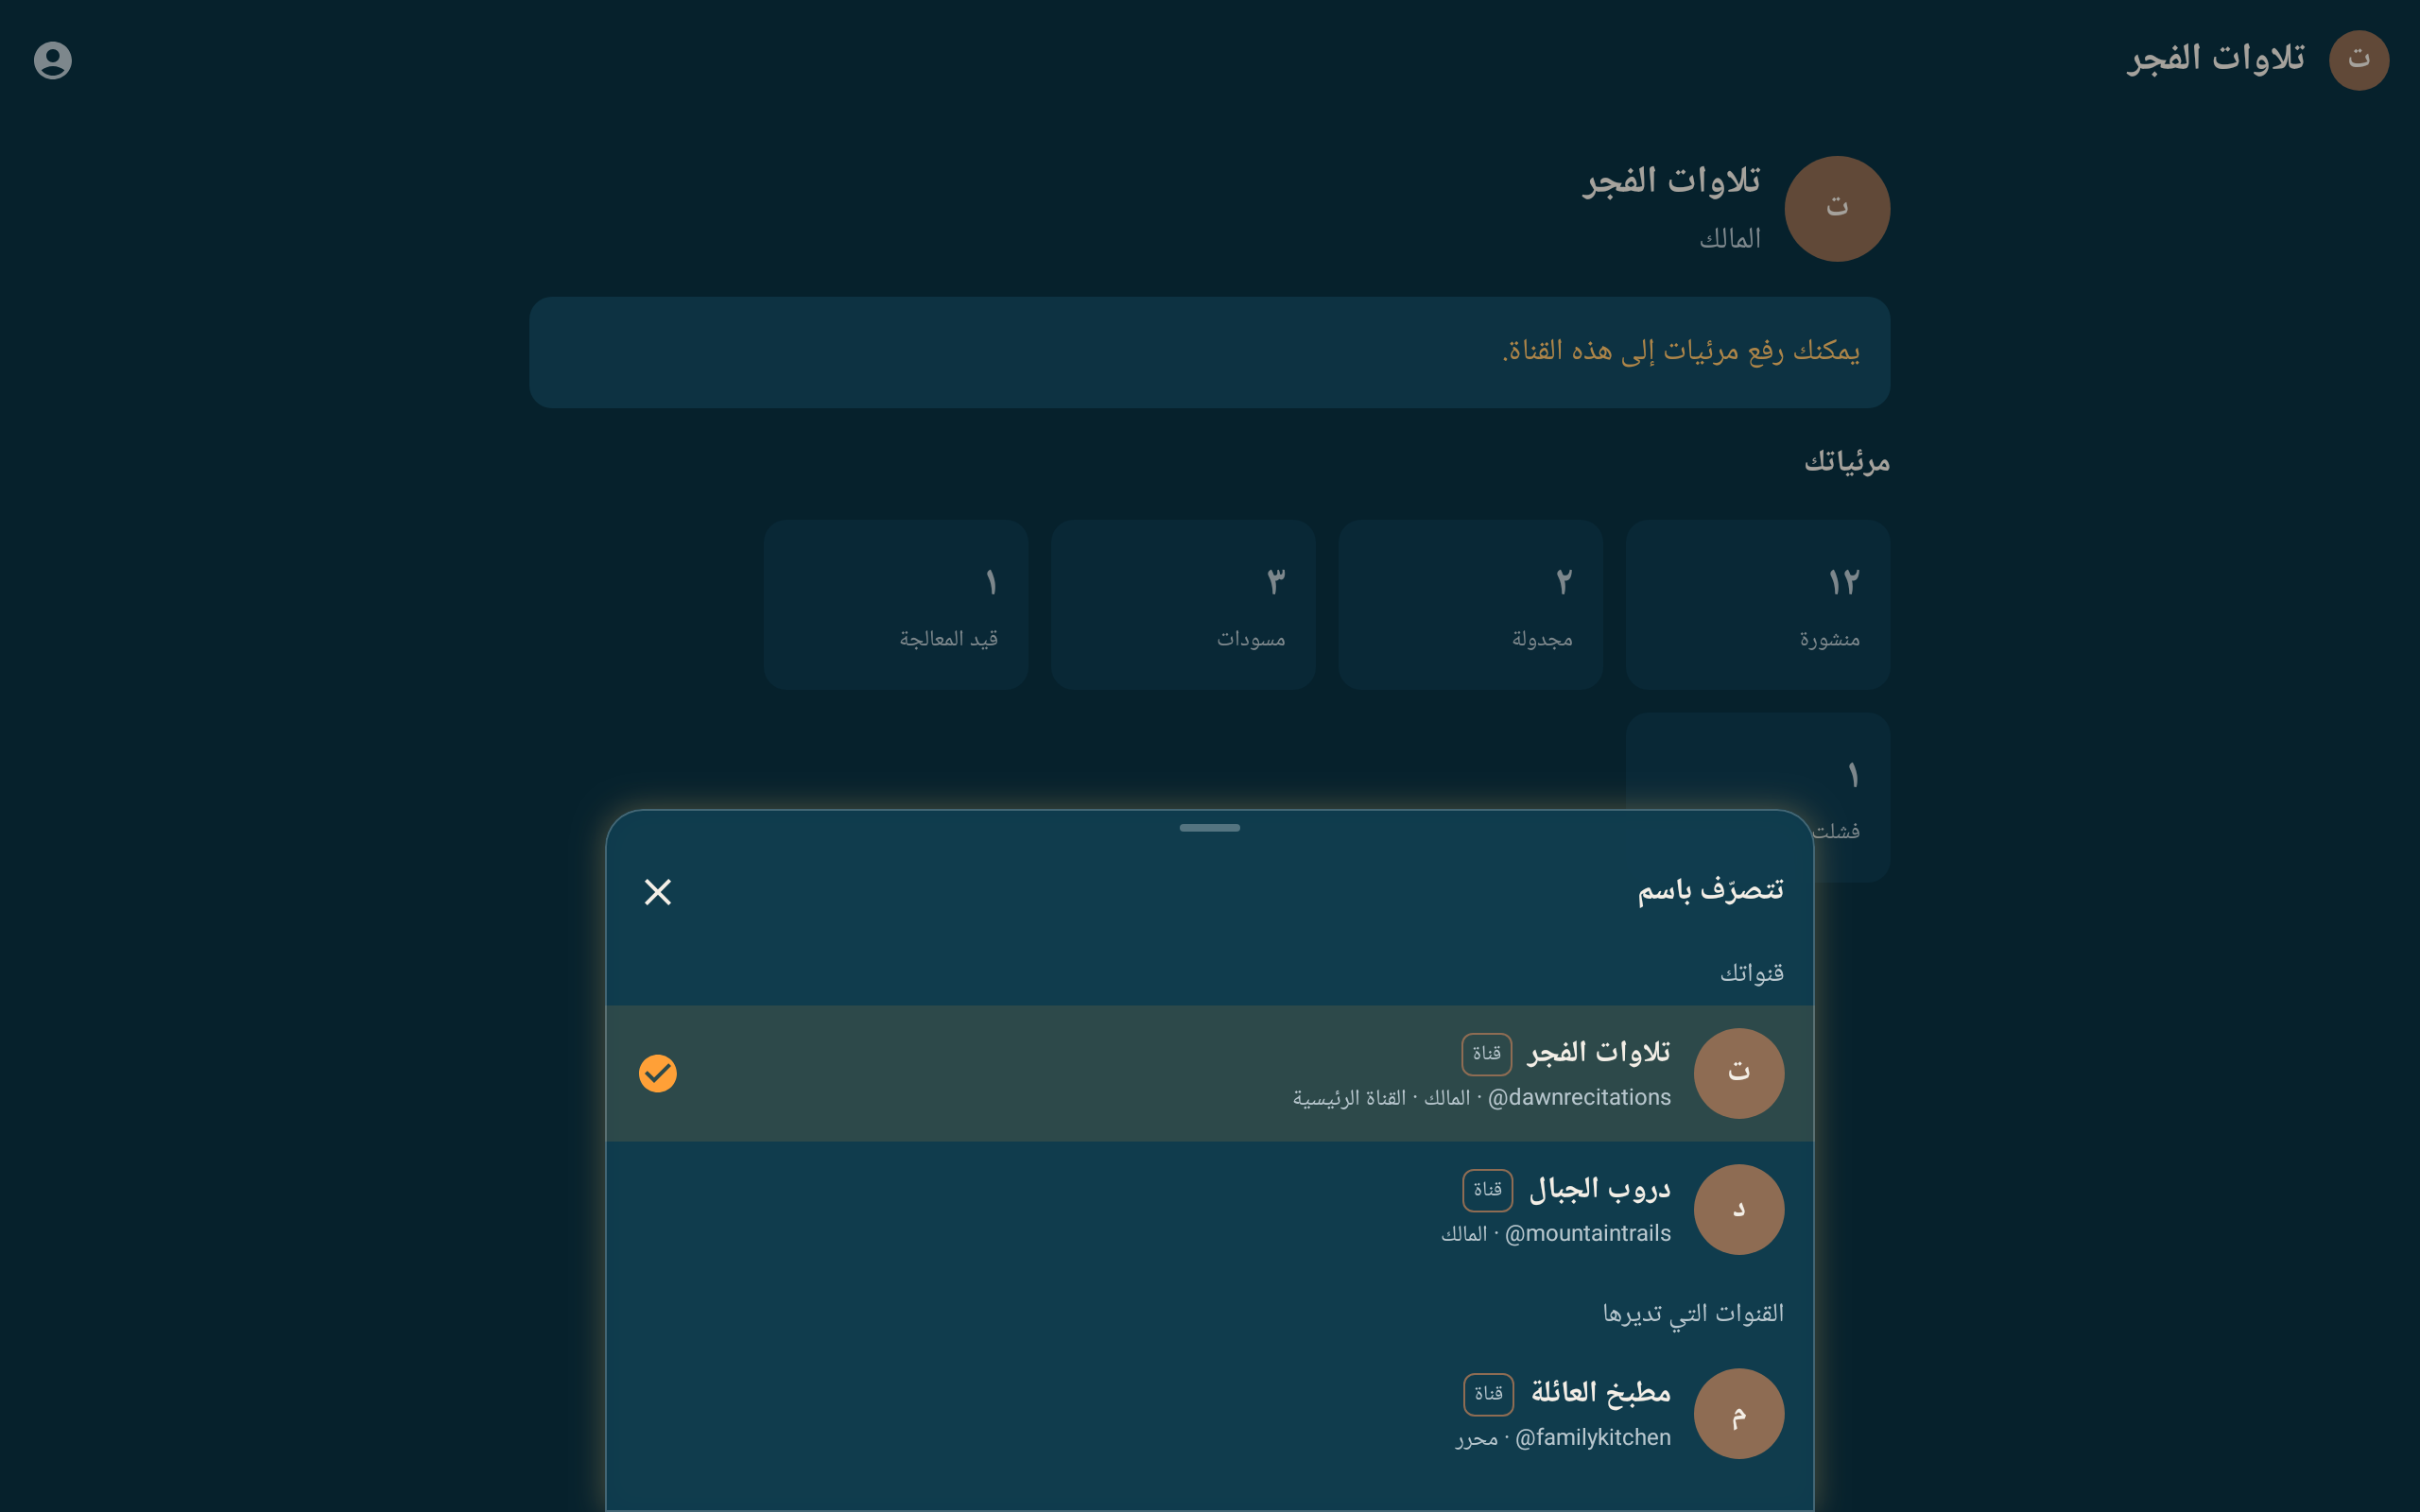 ت تلاوات الفجر
ت
تلاوات الفجر
المالك
يمكنك رفع مرئيات إلى هذه القناة.
مرئياتك
١٢
منشورة
٢
مجدولة
٣
مسودات
١
قيد المعالجة
١
فشلت
تتصرّف باسم
قنواتك
ت
تلاوات الفجر قناة
@dawnrecitations · المالك · القناة الرئيسية
د
دروب الجبال قناة
@mountaintrails · المالك
القنوات التي تديرها
م
مطبخ العائلة قناة
@familykitchen · محرر